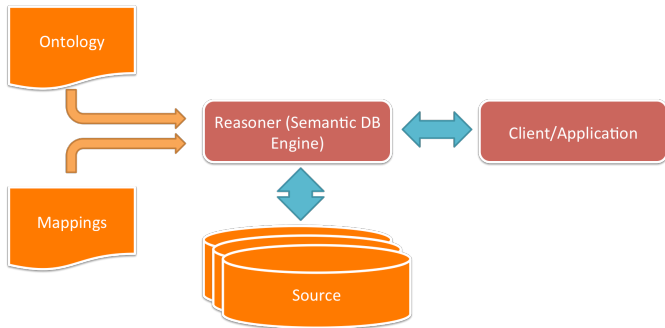 Ontology
Reasoner (Semantic DB
Engine)
Client/Application
Mappings
Source